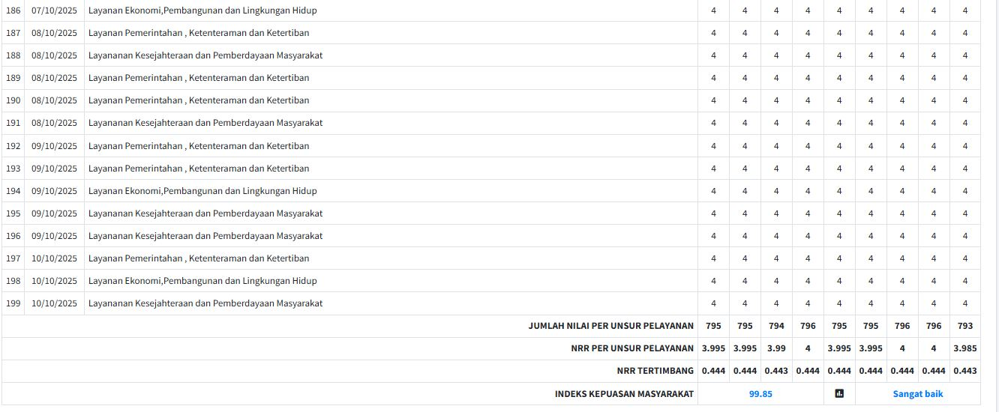 186 07/10/2025 Layanan Ekonomi,Pembangunan dan Lingkungan Hidup 4 4 4 4 4 4 4 4 4
187 08/10/2025 Layanan Pemerintahan , Ketenteraman dan Ketertiban 4 4 4 4 4 4 4 4 4
188 08/10/2025 Layananan Kesejahteraan dan Pemberdayaan Masyarakat 4 4 4 4 4 4 4 4 4
189 08/10/2025 Layanan Pemerintahan , Ketenteraman dan Ketertiban 4 4 4 4 4 4 4 4 4
190 08/10/2025 Layanan Pemerintahan , Ketenteraman dan Ketertiban 4 4 4 4 4 4 4 4 4
191 08/10/2025 Layananan Kesejahteraan dan Pemberdayaan Masyarakat 4 4 4 4 4 4 4 4 4
192 09/10/2025 Layanan Pemerintahan , Ketenteraman dan Ketertiban 4 4 4 4 4 4 4 4 4
193 09/10/2025 Layanan Pemerintahan , Ketenteraman dan Ketertiban 4 4 4 4 4 4 4 4 4
194 09/10/2025 Layanan Ekonomi,Pembangunan dan Lingkungan Hidup 4 4 4 4 4 4 4 4 4
195 09/10/2025 Layananan Kesejahteraan dan Pemberdayaan Masyarakat 4 4 4 4 4 4 4 4 4
196 09/10/2025 Layananan Kesejahteraan dan Pemberdayaan Masyarakat 4 4 4 4 4 4 4 4 4
197 10/10/2025 Layanan Pemerintahan , Ketenteraman dan Ketertiban 4 4 4 4 4 4 4 4 4
198 10/10/2025 Layanan Ekonomi,Pembangunan dan Lingkungan Hidup 4 4 4 4 4 4 4 4 4
199 10/10/2025 Layananan Kesejahteraan dan Pemberdayaan Masyarakat 4 4 4 4 4 4 4 4 4
JUMLAH NILAI PER UNSUR PELAYANAN 795 795 794 796 795 795 796 796 793
NRR PER UNSUR PELAYANAN 3.995 3.995 3.99 4 3.995 3.995 4 4 3.985
NRR TERTIMBANG 0.444 0.444 0.443 0.444 0.444 0.444 0.444 0.444 0.443
INDEKS KEPUASAN MASYARAKAT 99.85 Sangat baik